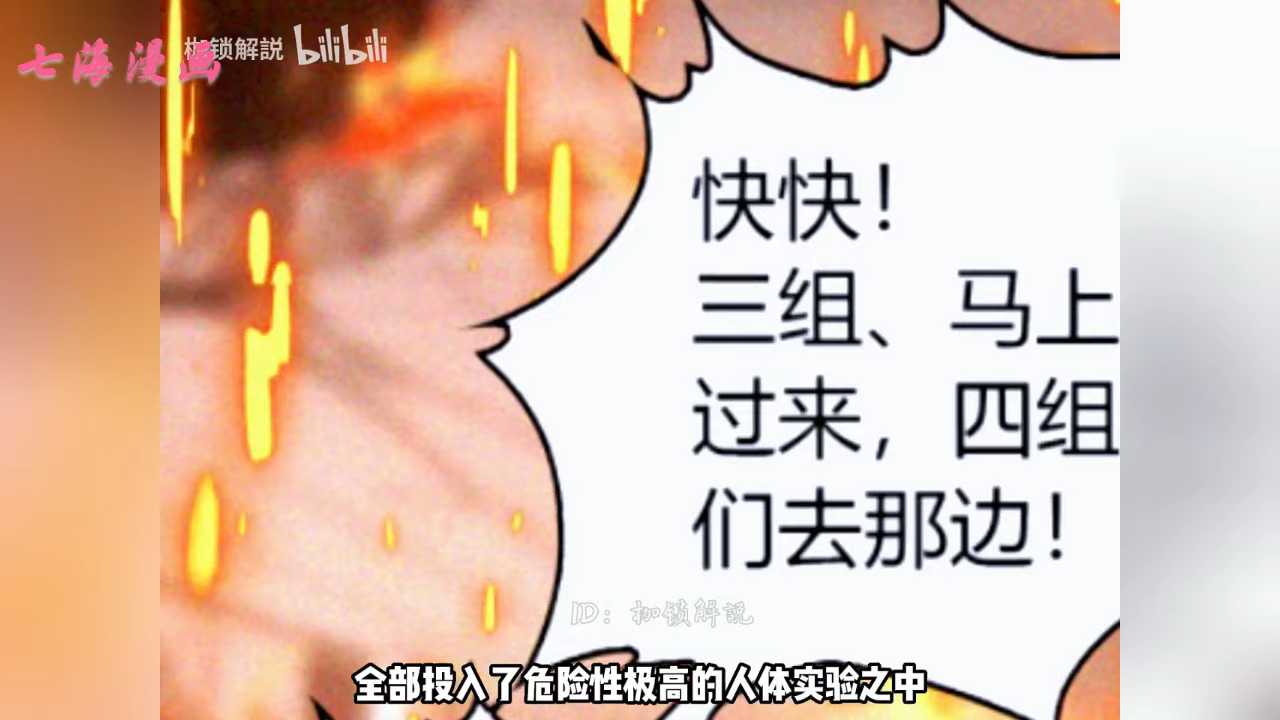 七海漫画
枷锁解説 bilibili
快快！
三组、马上
过来，四组
们去那边！
ID：枷锁解説
全部投入了危险性极高的人体实验之中